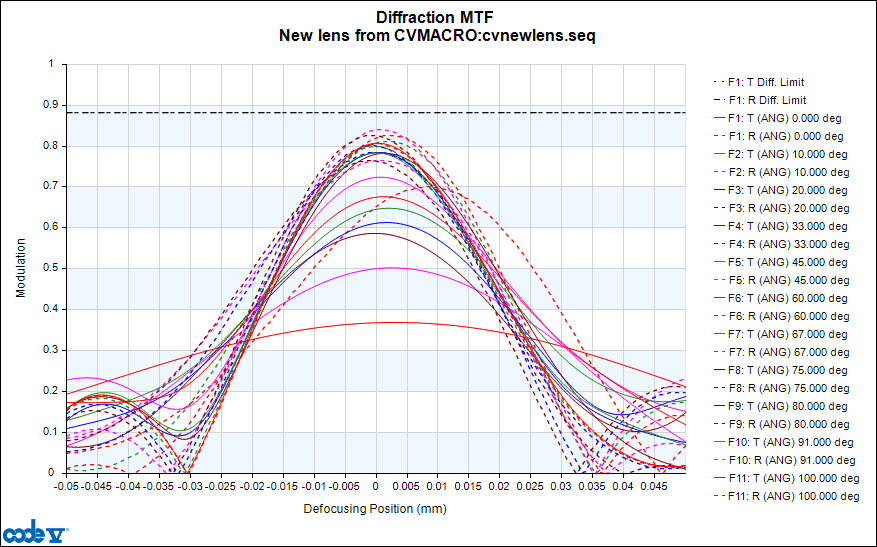 Diffraction MTF
New lens from CVMACRO:cvnewlens.seq
Modulation
1
0.9
0.8
0.7
0.6
0.5
0.4
0.3
0.2
0.1
0
-0.05 -0.045 -0.04 -0.035 -0.03 -0.025 -0.02 -0.015 -0.01 -0.005 0 0.005 0.01 0.015 0.02 0.025 0.03 0.035 0.04 0.045
Defocusing Position (mm)
F1: T Diff. Limit
F1: R Diff. Limit
F1: T (ANG) 0.000 deg
F1: R (ANG) 0.000 deg
F2: T (ANG) 10.000 deg
F2: R (ANG) 10.000 deg
F3: T (ANG) 20.000 deg
F3: R (ANG) 20.000 deg
F4: T (ANG) 33.000 deg
F4: R (ANG) 33.000 deg
F5: T (ANG) 45.000 deg
F5: R (ANG) 45.000 deg
F6: T (ANG) 60.000 deg
F6: R (ANG) 60.000 deg
F7: T (ANG) 67.000 deg
F7: R (ANG) 67.000 deg
F8: T (ANG) 75.000 deg
F8: R (ANG) 75.000 deg
F9: T (ANG) 80.000 deg
F9: R (ANG) 80.000 deg
F10: T (ANG) 91.000 deg
F10: R (ANG) 91.000 deg
F11: T (ANG) 100.000 deg
F11: R (ANG) 100.000 deg
code V